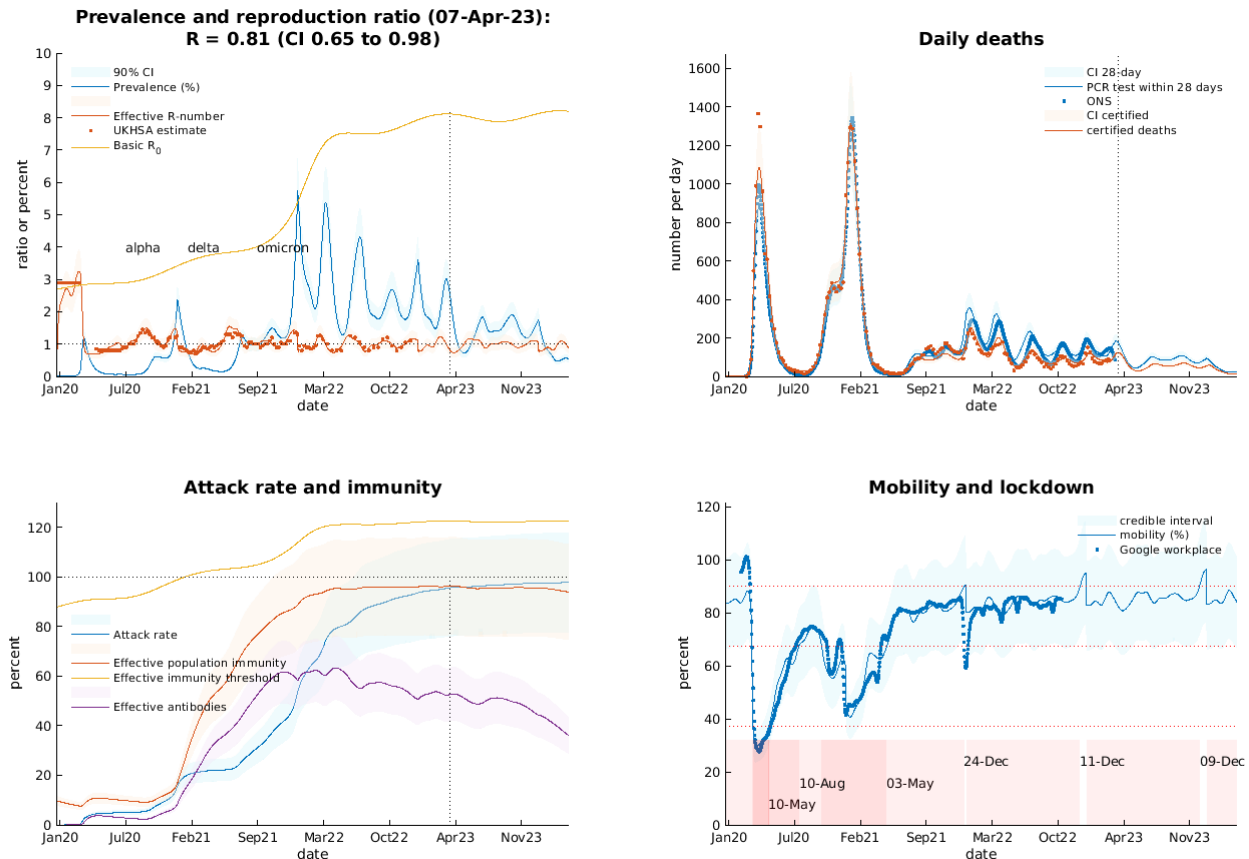 Prevalence and reproduction ratio (07-Apr-23):
R = 0.81 (CI 0.65 to 0.98)
10
9
8
7
6
5
4
3
2
1
0
ratio or percent
90% CI
Prevalence (%)
Effective R-number
UKHSA estimate
Basic R0
alpha delta omicron
Jan20 Jul20 Feb21 Sep21 Mar22 Oct22 Apr23 Nov23
date
Daily deaths
1600
1400
1200
1000
800
600
400
200
0
number per day
CI 28-day
PCR test within 28 days
ONS
CI certified
certified deaths
Jan20 Jul20 Feb21 Sep21 Mar22 Oct22 Apr23 Nov23
date
Attack rate and immunity
120
100
80
60
40
20
0
percent
Attack rate
Effective population immunity
Effective immunity threshold
Effective antibodies
Jan20 Jul20 Feb21 Sep21 Mar22 Oct22 Apr23 Nov23
date
Mobility and lockdown
120
100
80
60
40
20
0
percent
credible interval
mobility (%)
Google workplace
24-Dec 11-Dec 09-Dec
10-Aug 03-May
10-May
Jan20 Jul20 Feb21 Sep21 Mar22 Oct22 Apr23 Nov23
date